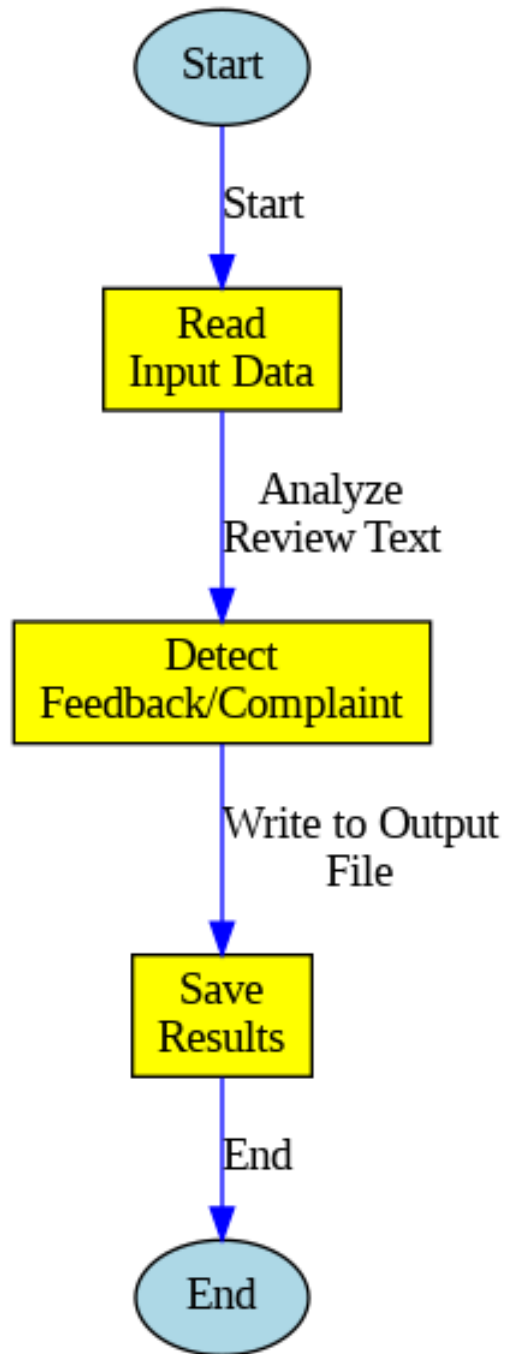 Start
Start
Read
Input Data
Analyze
Review Text
Detect
Feedback/Complaint
Write to Output
File
Save
Results
End
End